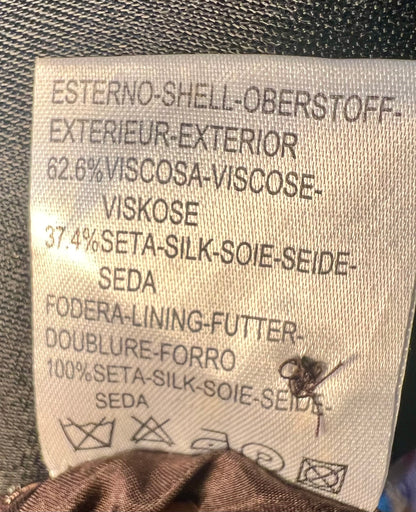 ESTERNO-SHELL-OBERSTOFF-
EXTERIEUR-EXTERIOR
62.6%VISCOSA-VISCOSE-
VISKOSE
37.4%SETA-SILK-SOIE-SEIDE-
SEDA
FODERA-LINING-FUTTER-
DOUBLURE-FORRO
100%SETA-SILK-SOIE-SEIDE-
SEDA